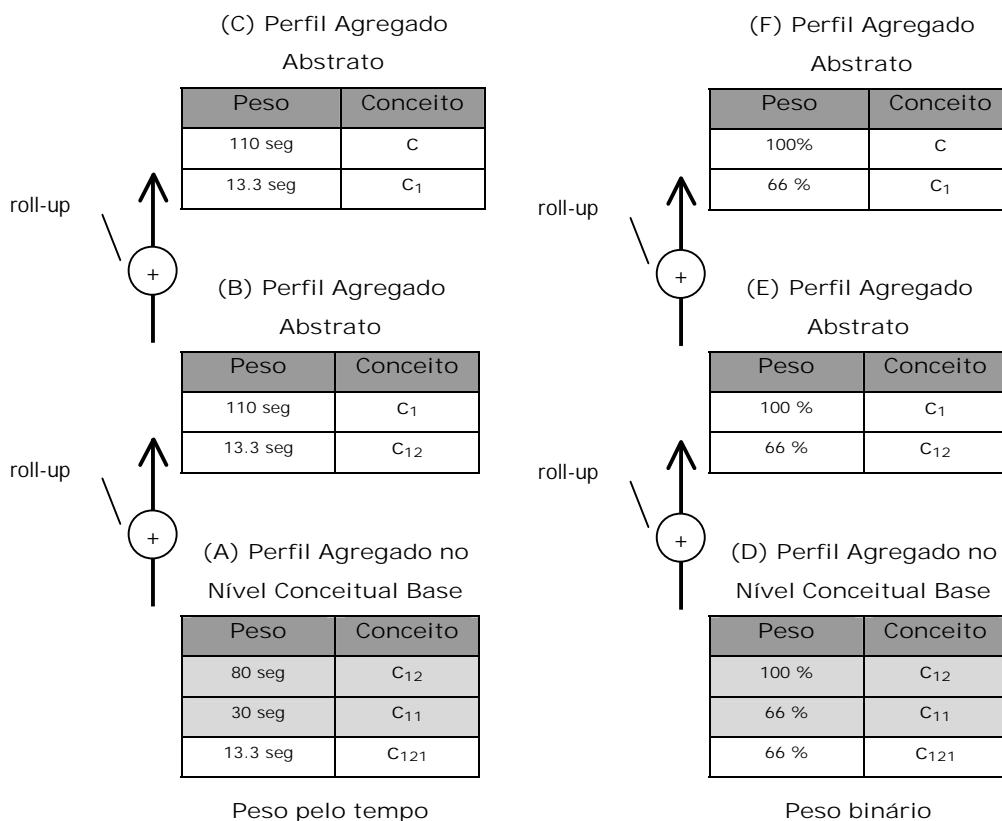 (C) Perfil Agregado
Abstrato
Peso Conceito
110 seg C
13.3 seg C1
roll-up
+
(B) Perfil Agregado
Abstrato
Peso Conceito
110 seg C1
13.3 seg C12
roll-up
+
(A) Perfil Agregado no
Nível Conceitual Base
Peso Conceito
80 seg C12
30 seg C11
13.3 seg C121
Peso pelo tempo
(F) Perfil Agregado
Abstrato
Peso Conceito
100% C
66 % C1
roll-up
+
(E) Perfil Agregado
Abstrato
Peso Conceito
100 % C1
66 % C12
roll-up
+
(D) Perfil Agregado no
Nível Conceitual Base
Peso Conceito
100 % C12
66 % C11
66 % C121
Peso binário